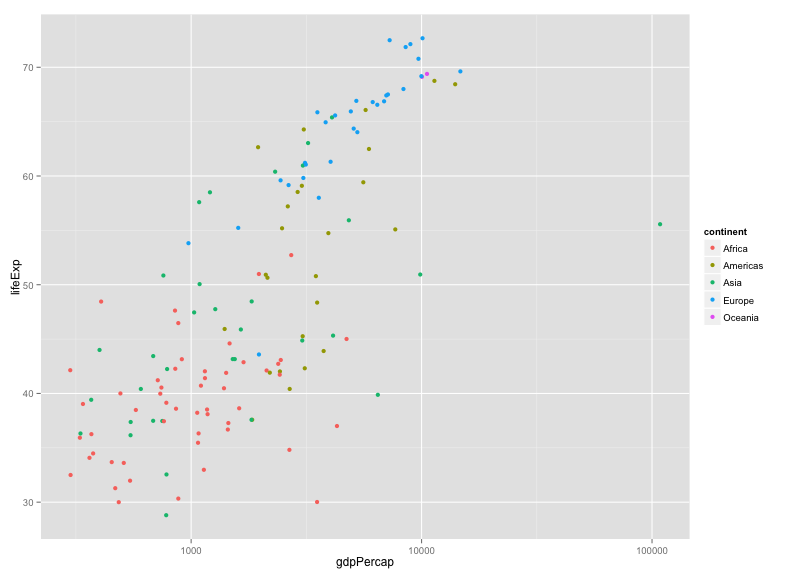 70
60
50
40
30
lifeExp
1000
10000
100000
gdpPercap
continent
Africa
Americas
Asia
Europe
Oceania